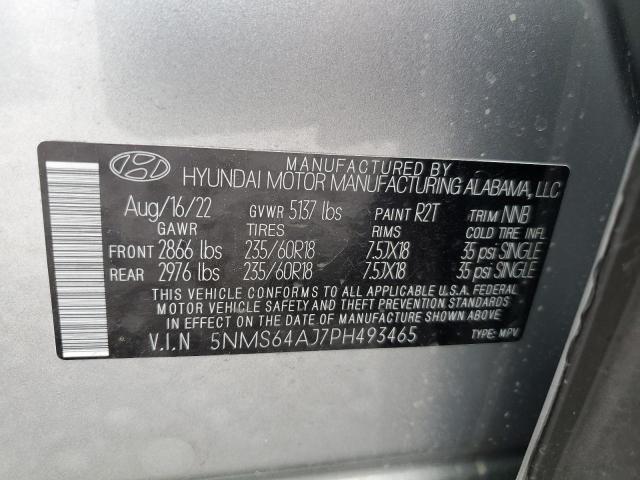 MANUFACTURED BY
HYUNDAI MOTOR MANUFACTURING ALABAMA, LLC
Aug/16/22 GVWR 5137 lbs PAINT R2T TRIM NNB
GAWR TIRES RIMS COLD TIRE INFL
FRONT 2866 lbs 235/60R18 7.5JX18 35 psi SINGLE
REAR 2976 lbs 235/60R18 7.5JX18 35 psi SINGLE
THIS VEHICLE CONFORMS TO ALL APPLICABLE U.S.A. FEDERAL
MOTOR VEHICLE SAFETY AND THEFT PREVENTION STANDARDS
IN EFFECT ON THE DATE OF MANUFACTURE SHOWN ABOVE
V.I.N 5NMS64AJ7PH493465 TYPE: MPV